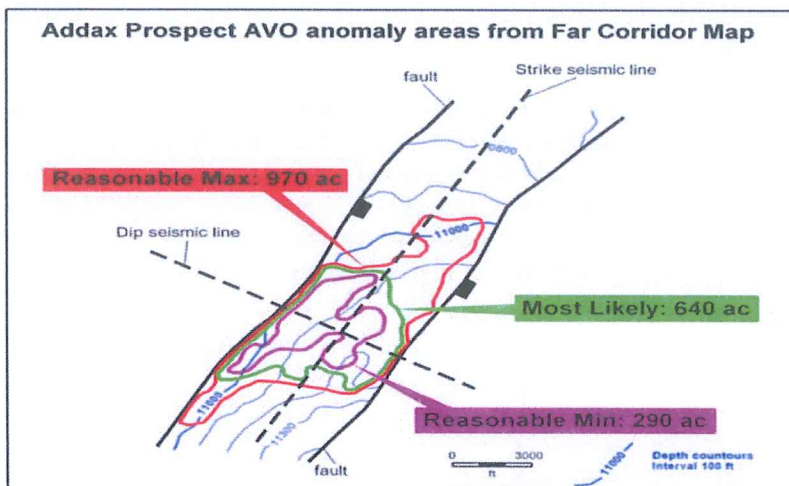 Addax Prospect AVO anomaly areas from Far Corridor Map
Strike seismic line
fault
0800
Reasonable Max: 970 ac
11000
Dip seismic line
Most Likely: 640 ac
11000
Reasonable Min: 290 ac
11300
fault
0 3000
ft
11000
Depth countours
Interval 100 ft